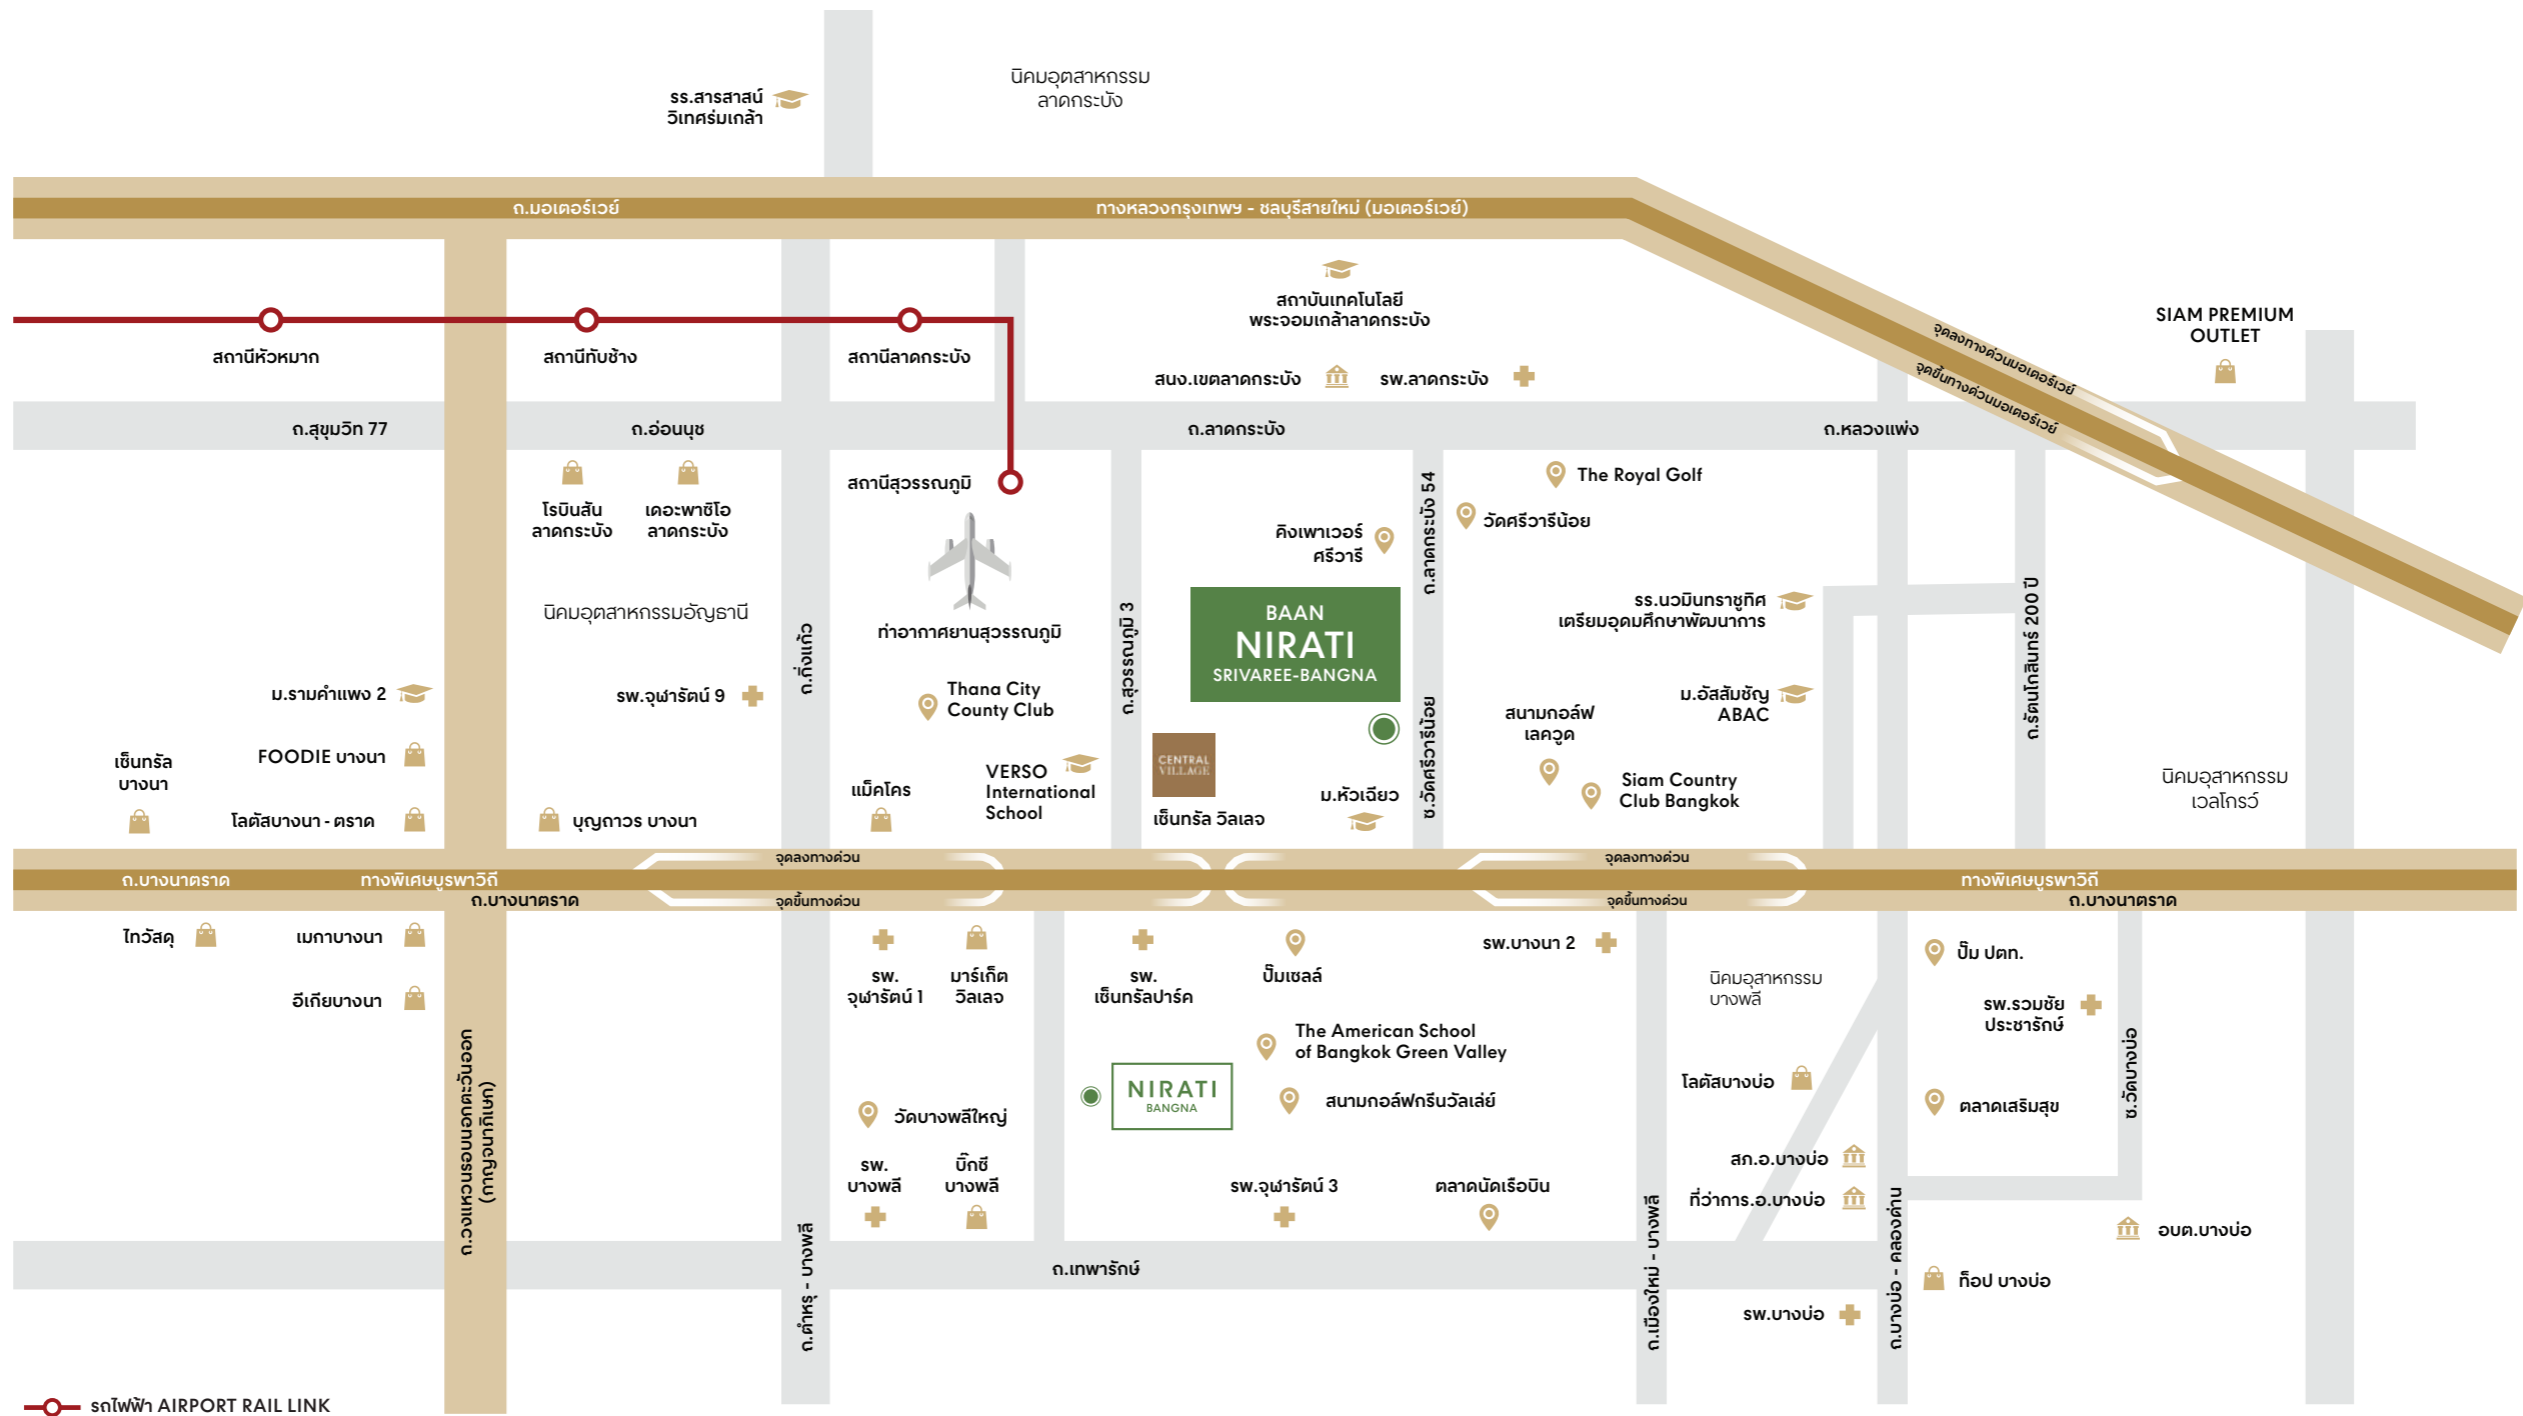 รร.สารสาสน์
วิเทศร่มเกล้า
นิคมอุตสาหกรรม
ลาดกระบัง
ถ.มอเตอร์เวย์
ทางหลวงกรุงเทพฯ - ชลบุรีสายใหม่ (มอเตอร์เวย์)
สถาบันเทคโนโลยี
พระจอมเกล้าลาดกระบัง
สนง.เขตลาดกระบัง
รพ.ลาดกระบัง
จุดลงทางด่วนมอเตอร์เวย์
จุดขึ้นทางด่วนมอเตอร์เวย์
SIAM PREMIUM
OUTLET
สถานีหัวหมาก
สถานีทับช้าง
สถานีลาดกระบัง
ถ.สุขุมวิท 77
ถ.อ่อนนุช
ถ.ลาดกระบัง
ถ.หลวงแพ่ง
โรบินสัน
ลาดกระบัง
เดอะพาซิโอ
ลาดกระบัง
สถานีสุวรรณภูมิ
ท่าอากาศยานสุวรรณภูมิ
คิงเพาเวอร์
ศรีวารี
ถ.ลาดกระบัง 54
The Royal Golf
วัดศรีวารีน้อย
นิคมอุตสาหกรรมอัญธานี
ถ.กิ่งแก้ว
ถ.สุวรรณภูมิ 3
BAAN
NIRATI
SRIVAREE-BANGNA
รร.นวมินทราชูทิศ
เตรียมอุดมศึกษาพัฒนาการ
ถ.รัตนโกสินทร์ 200 ปี
ม.รามคำแหง 2
รพ.จุฬารัตน์ 9
Thana City
County Club
ม.อัสสัมชัญ
ABAC
สนามกอล์ฟ
เลควูด
ซ.วัดศรีวารีน้อย
FOODIE บางนา
เซ็นทรัล
บางนา
VERSO
International
School
CENTRAL
VILLAGE
เซ็นทรัล วิลเลจ
ม.หัวเฉียว
Siam Country
Club Bangkok
นิคมอุสาหกรรม
เวลโกรว์
โลตัสบางนา - ตราด
บุญถาวร บางนา
แม็คโคร
จุดลงทางด่วน
จุดลงทางด่วน
ถ.บางนาตราด
ทางพิเศษบูรพาวิถี
ทางพิเศษบูรพาวิถี
ถ.บางนาตราด
จุดขึ้นทางด่วน
จุดขึ้นทางด่วน
ถ.บางนาตราด
ไทวัสดุ
เมกาบางนา
อีเกียบางนา
รพ.
จุฬารัตน์ 1
มาร์เก็ต
วิลเลจ
รพ.
เซ็นทรัลปาร์ค
ปั๊มเชลล์
รพ.บางนา 2
นิคมอุสาหกรรม
บางพลี
ปั๊ม ปตท.
รพ.รวมชัย
ประชารักษ์
The American School
of Bangkok Green Valley
NIRATI
BANGNA
สนามกอล์ฟกรีนวัลเล่ย์
โลตัสบางบ่อ
ตลาดเสริมสุข
ซ.วัดบางบ่อ
ถ.วงแหวนรอบนอกตะวันออก
(กาญจนาภิเษก)
วัดบางพลีใหญ่
รพ.
บางพลี
บิ๊กซี
บางพลี
รพ.จุฬารัตน์ 3
ตลาดนัดเรือบิน
สภ.อ.บางบ่อ
ที่ว่าการ.อ.บางบ่อ
อบต.บางบ่อ
ถ.ตำหรุ - บางพลี
ถ.เทพารักษ์
ถ.เมืองใหม่ - บางพลี
ถ.บางบ่อ - คลองด่าน
ท็อป บางบ่อ
รพ.บางบ่อ
รถไฟฟ้า AIRPORT RAIL LINK